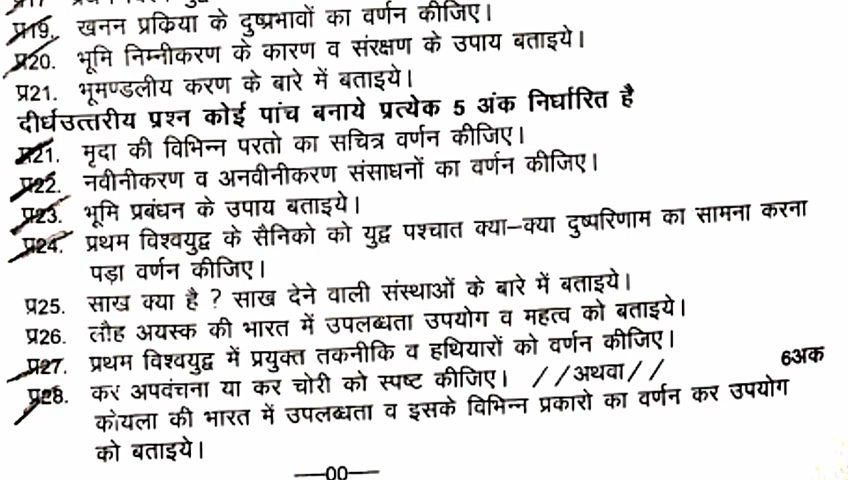 प्र19. खनन प्रकिया के दुष्प्रभावों का वर्णन कीजिए।
प्र20. भूमि निम्नीकरण के कारण व संरक्षण के उपाय बताइये।
प्र21. भूमण्डलीय करण के बारे में बताइये।
दीर्धउत्तरीय प्रश्न कोई पांच बनाये प्रत्येक 5 अंक निर्घारित है
प्र21. मृदा की विभिन्न परतो का सचित्र वर्णन कीजिए।
प्र22. नवीनीकरण व अनवीनीकरण संसाधनों का वर्णन कीजिए।
प्र23. भूमि प्रबंघन के उपाय बताइये।
प्र24. प्रथम विश्वयुद्व के सैनिको को युद्व पश्चात क्या–क्या दुष्परिणाम का सामना करना
पड़ा वर्णन कीजिए।
प्र25. साख क्या है ? साख देने वाली संस्थाओं के बारे में बताइये।
प्र26. लौह अयस्क की भारत में उपलब्धता उपयोग व महत्व को बताइये।
प्र27. प्रथम विश्वयुद्व में प्रयुक्त तकनीकि व हथियारों को वर्णन कीजिए।
प्र28. कर अपवंचना या कर चोरी को स्पष्ट कीजिए। //अथवा// 6अक
कोयला की भारत में उपलब्धता व इसके विभिन्न प्रकारो का वर्णन कर उपयोग
को बताइये।
—00—